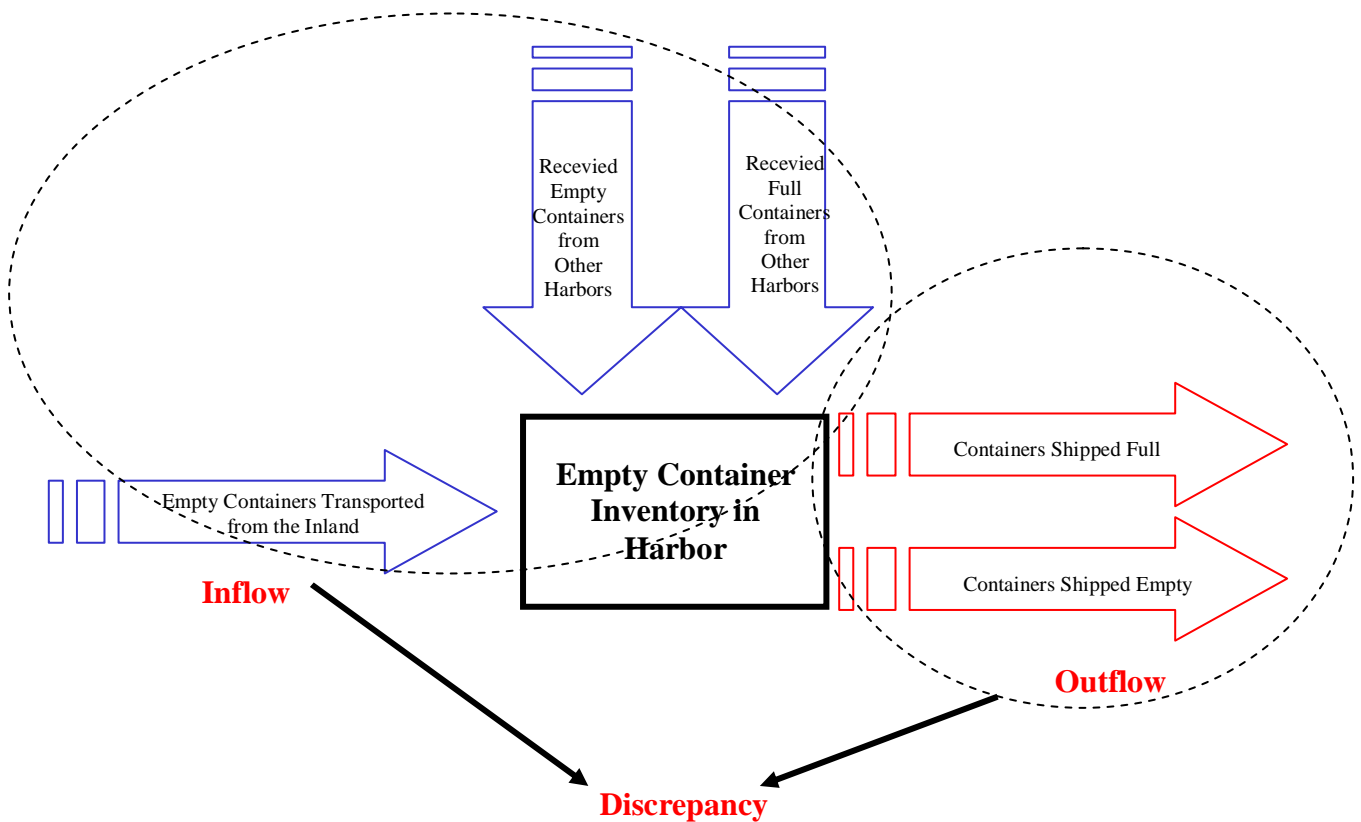 Recevied
Empty
Containers
from
Other
Harbors
Recevied
Full
Containers
from
Other
Harbors
Empty Containers Transported
from the Inland
Empty Container
Inventory in
Harbor
Containers Shipped Full
Containers Shipped Empty
Inflow
Outflow
Discrepancy